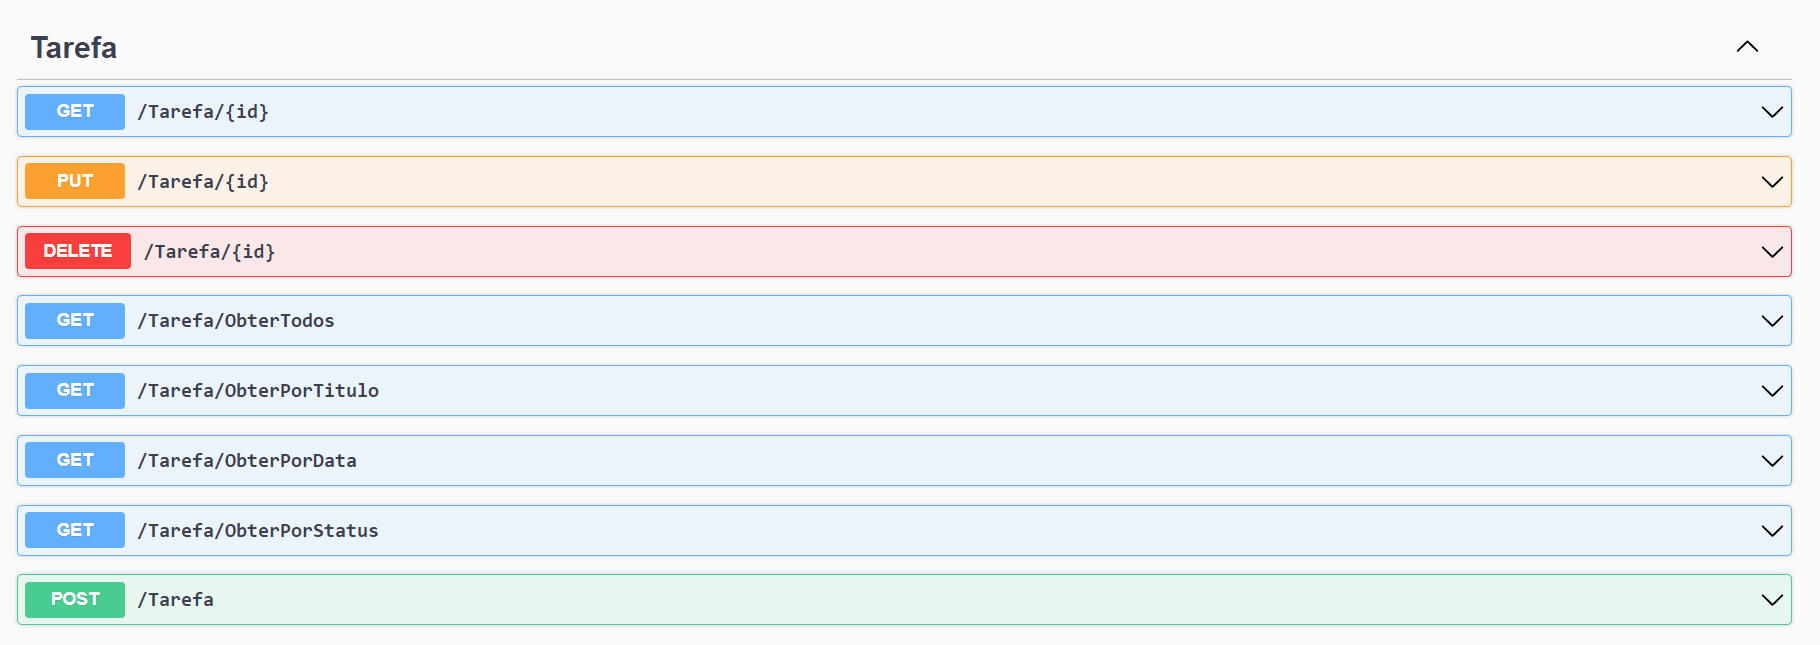 Tarefa
GET /Tarefa/{id}
PUT /Tarefa/{id}
DELETE /Tarefa/{id}
GET /Tarefa/ObterTodos
GET /Tarefa/ObterPorTitulo
GET /Tarefa/ObterPorData
GET /Tarefa/ObterPorStatus
POST /Tarefa